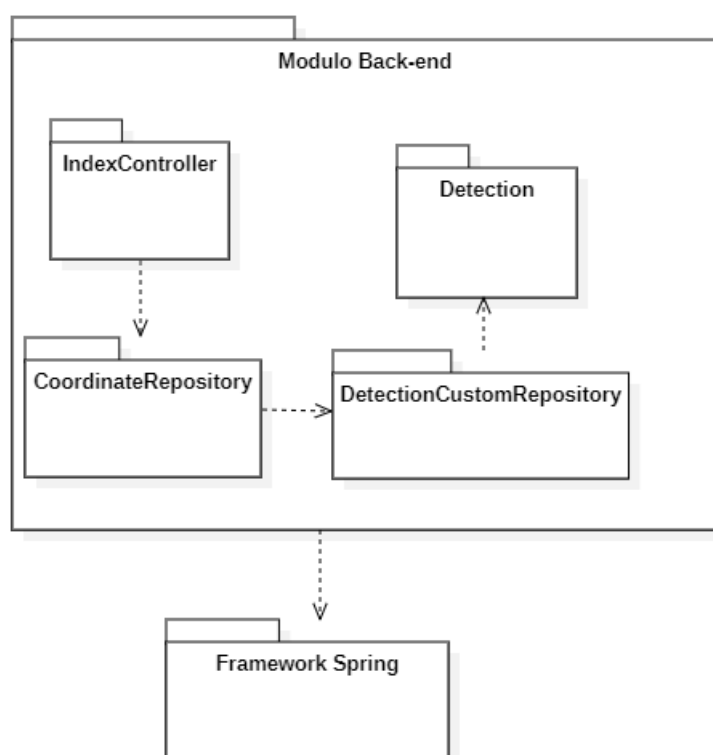 Modulo Back-end
IndexController
Detection
CoordinateRepository
DetectionCustomRepository
Framework Spring